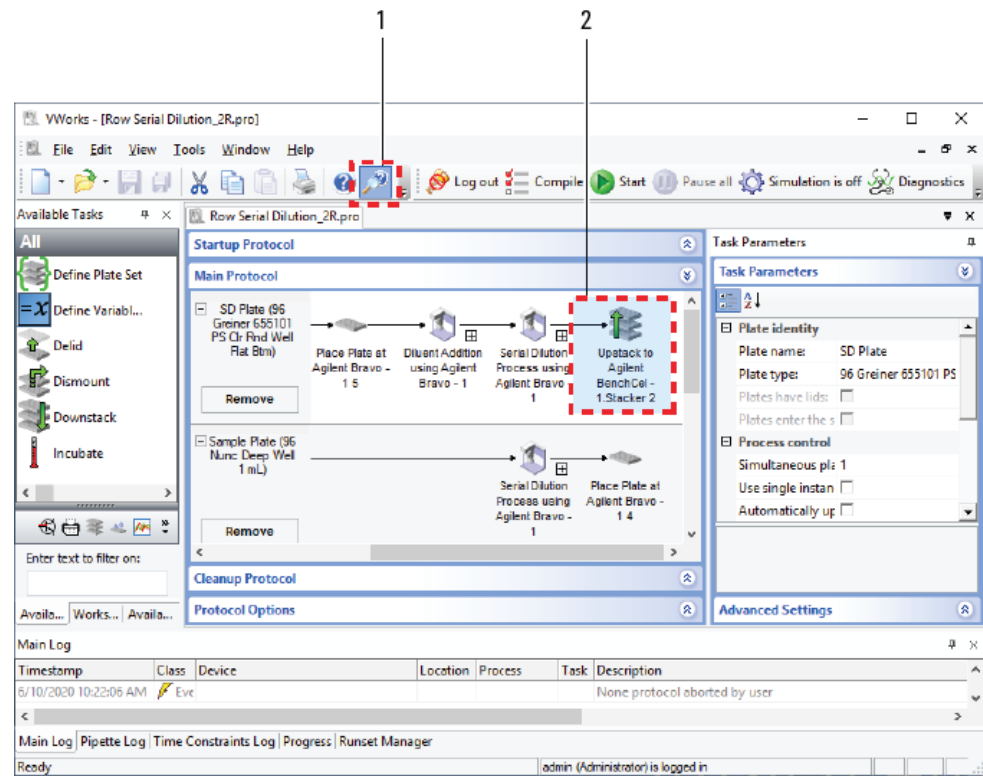 1
2
VWorks - [Row Serial Dilution_2R.pro]
File Edit View Tools Window Help
Log out Compile Start Pause all Simulation is off Diagnostics
Available Tasks
Row Serial Dilution_2R.pro
Task Parameters
All
Define Plate Set
Define Variabl...
Delid
Dismount
Downstack
Incubate
Enter text to filter on:
Availa... Works... Availa...
Startup Protocol
Main Protocol
SD Plate (96
Greiner 655101
PS Clr Rnd Well
Flat Btm)
Remove
Place Plate at
Agilent Bravo -
1 5
Diluent Addition
using Agilent
Bravo - 1
Serial Dilution
Process using
Agilent Bravo
1
Upstack to
Agilent
BenchCel -
1.Stacker 2
Sample Plate (96
Nunc Deep Well
1 mL)
Remove
Serial Dilution
Process using
Agilent Bravo -
1
Place Plate at
Agilent Bravo -
1 4
Cleanup Protocol
Protocol Options
Task Parameters
Plate identity
Plate name: SD Plate
Plate type: 96 Greiner 655101 PS
Plates have lids:
Plates enter the s
Process control
Simultaneous pla 1
Use single instan
Automatically up
Advanced Settings
Main Log
Timestamp Class Device Location Process Task Description
6/10/2020 10:22:06 AM Eve None protocol aborted by user
Main Log Pipette Log Time Constraints Log Progress Runset Manager
Ready admin (Administrator) is logged in